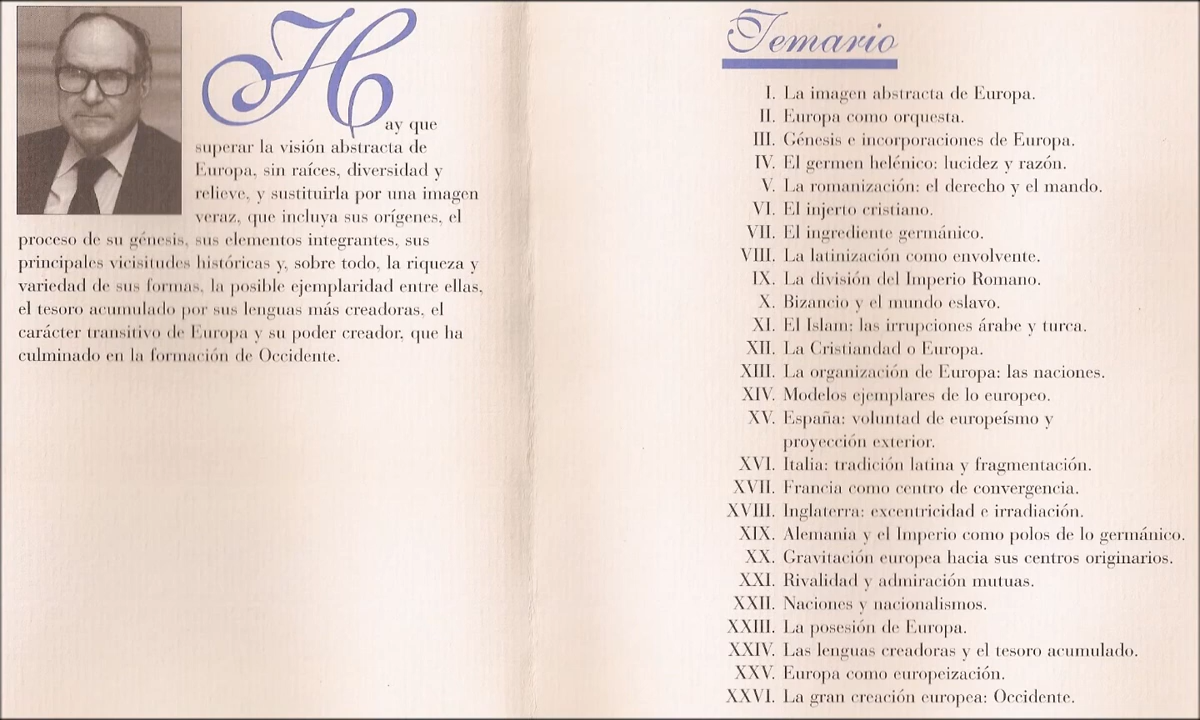 Hay que
superar la visión abstracta de
Europa, sin raíces, diversidad y
relieve, y sustituirla por una imagen
veraz, que incluya sus orígenes, el
proceso de su génesis, sus elementos integrantes, sus
principales vicisitudes históricas y, sobre todo, la riqueza y
variedad de sus formas, la posible ejemplaridad entre ellas,
el tesoro acumulado por sus lenguas más creadoras, el
carácter transitivo de Europa y su poder creador, que ha
culminado en la formación de Occidente.
Temario
I. La imagen abstracta de Europa.
II. Europa como orquesta.
III. Génesis e incorporaciones de Europa.
IV. El germen helénico: lucidez y razón.
V. La romanización: el derecho y el mando.
VI. El injerto cristiano.
VII. El ingrediente germánico.
VIII. La latinización como envolvente.
IX. La división del Imperio Romano.
X. Bizancio y el mundo eslavo.
XI. El Islam: las irrupciones árabe y turca.
XII. La Cristiandad o Europa.
XIII. La organización de Europa: las naciones.
XIV. Modelos ejemplares de lo europeo.
XV. España: voluntad de europeísmo y
proyección exterior.
XVI. Italia: tradición latina y fragmentación.
XVII. Francia como centro de convergencia.
XVIII. Inglaterra: excentricidad e irradiación.
XIX. Alemania y el Imperio como polos de lo germánico.
XX. Gravitación europea hacia sus centros originarios.
XXI. Rivalidad y admiración mutuas.
XXII. Naciones y nacionalismos.
XXIII. La posesión de Europa.
XXIV. Las lenguas creadoras y el tesoro acumulado.
XXV. Europa como europeización.
XXVI. La gran creación europea: Occidente.